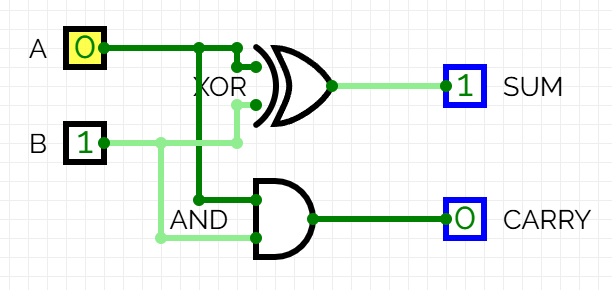 A 0
XOR
1 SUM
B 1
AND
0 CARRY